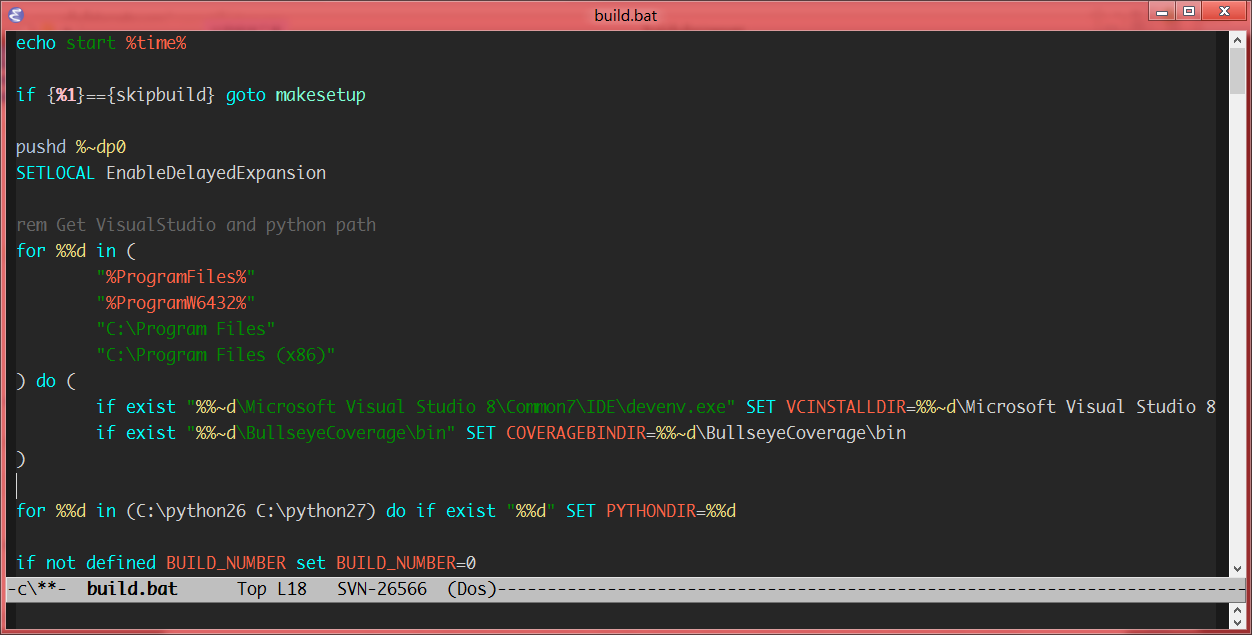 build.bat
echo start %time%
if {%1}=={skipbuild} goto makesetup
pushd %~dp0
SETLOCAL EnableDelayedExpansion
rem Get VisualStudio and python path
for %%d in (
"%ProgramFiles%"
"%ProgramW6432%"
"C:\Program Files"
"C:\Program Files (x86)"
) do (
if exist "%%~d\Microsoft Visual Studio 8\Common7\IDE\devenv.exe" SET VCINSTALLDIR=%%~d\Microsoft Visual Studio 8
if exist "%%~d\BullseyeCoverage\bin" SET COVERAGEBINDIR=%%~d\BullseyeCoverage\bin
)
for %%d in (C:\python26 C:\python27) do if exist "%%d" SET PYTHONDIR=%%d
if not defined BUILD_NUMBER set BUILD_NUMBER=0
-c\**-  build.bat      Top L18   SVN-26566  (Dos)---------------------------------------------------------------------------